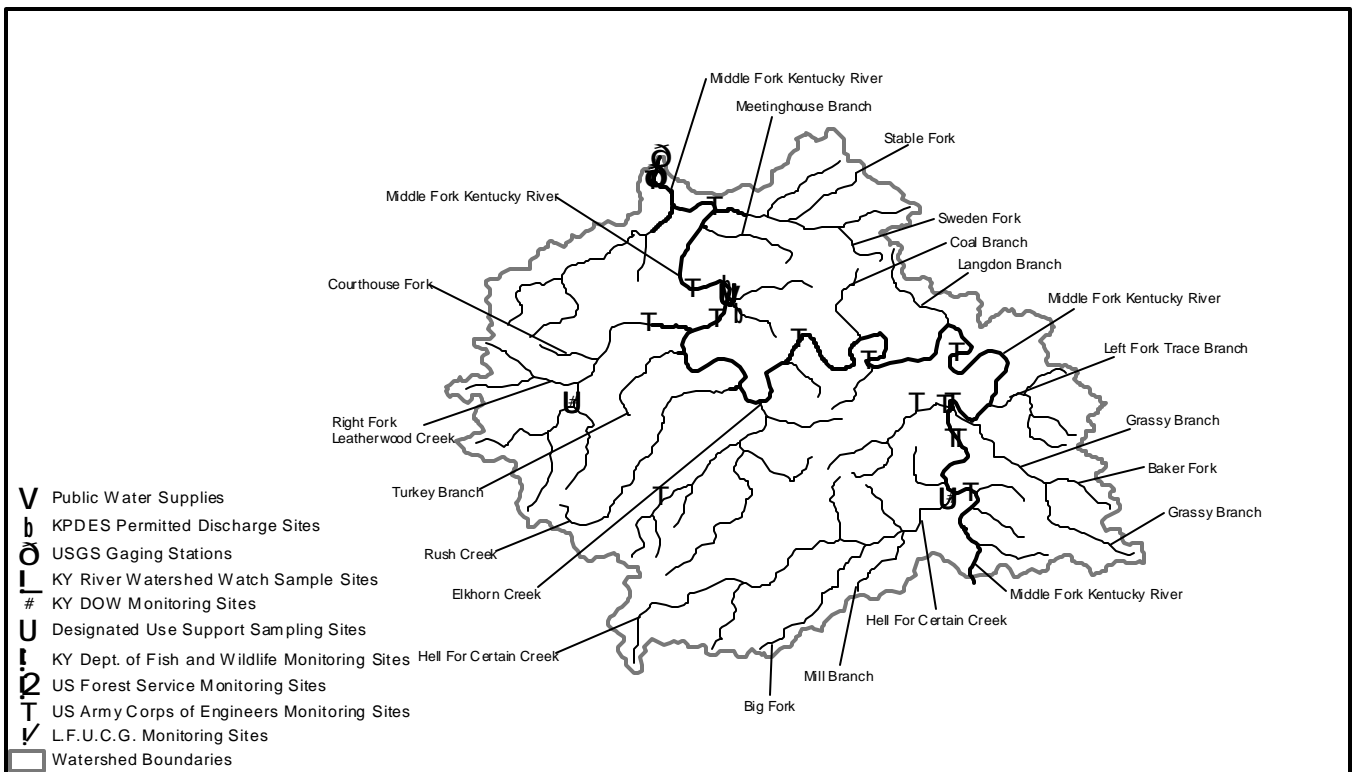 Middle Fork Kentucky River
Meetinghouse Branch
Stable Fork
Middle Fork Kentucky River
Sweden Fork
Coal Branch
Langdon Branch
Courthouse Fork
Middle Fork Kentucky River
Left Fork Trace Branch
Right Fork
Leatherwood Creek
Grassy Branch
Baker Fork
Turkey Branch
Grassy Branch
Rush Creek
Elkhorn Creek
Middle Fork Kentucky River
Hell For Certain Creek
Hell For Certain Creek
Mill Branch
Big Fork
V Public Water Supplies
b KPDES Permitted Discharge Sites
ð USGS Gaging Stations
L KY River Watershed Watch Sample Sites
# KY DOW Monitoring Sites
U Designated Use Support Sampling Sites
KY Dept. of Fish and Wildlife Monitoring Sites
US Forest Service Monitoring Sites
T US Army Corps of Engineers Monitoring Sites
L.F.U.C.G. Monitoring Sites
Watershed Boundaries